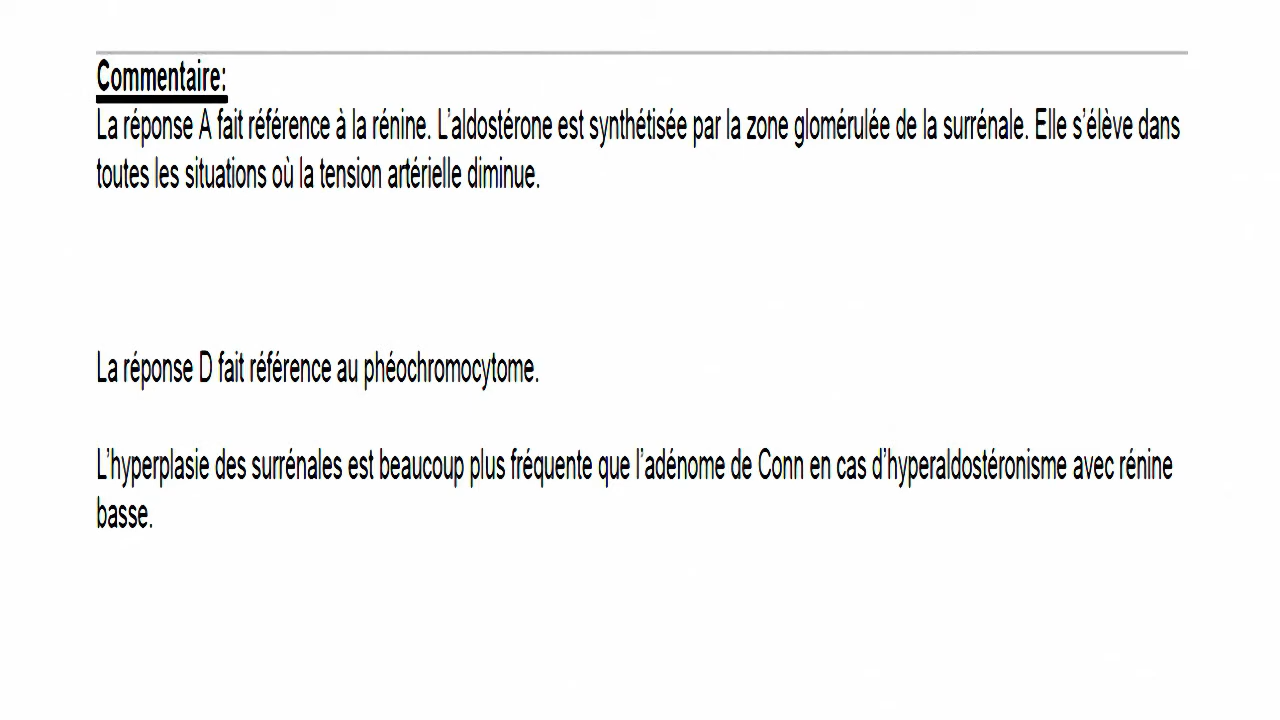 Commentaire:
La réponse A fait référence à la rénine. L’aldostérone est synthétisée par la zone glomérulée de la surrénale. Elle s’élève dans
toutes les situations où la tension artérielle diminue.
La réponse D fait référence au phéochromocytome.
L’hyperplasie des surrénales est beaucoup plus fréquente que l’adénome de Conn en cas d’hyperaldostéronisme avec rénine
basse.